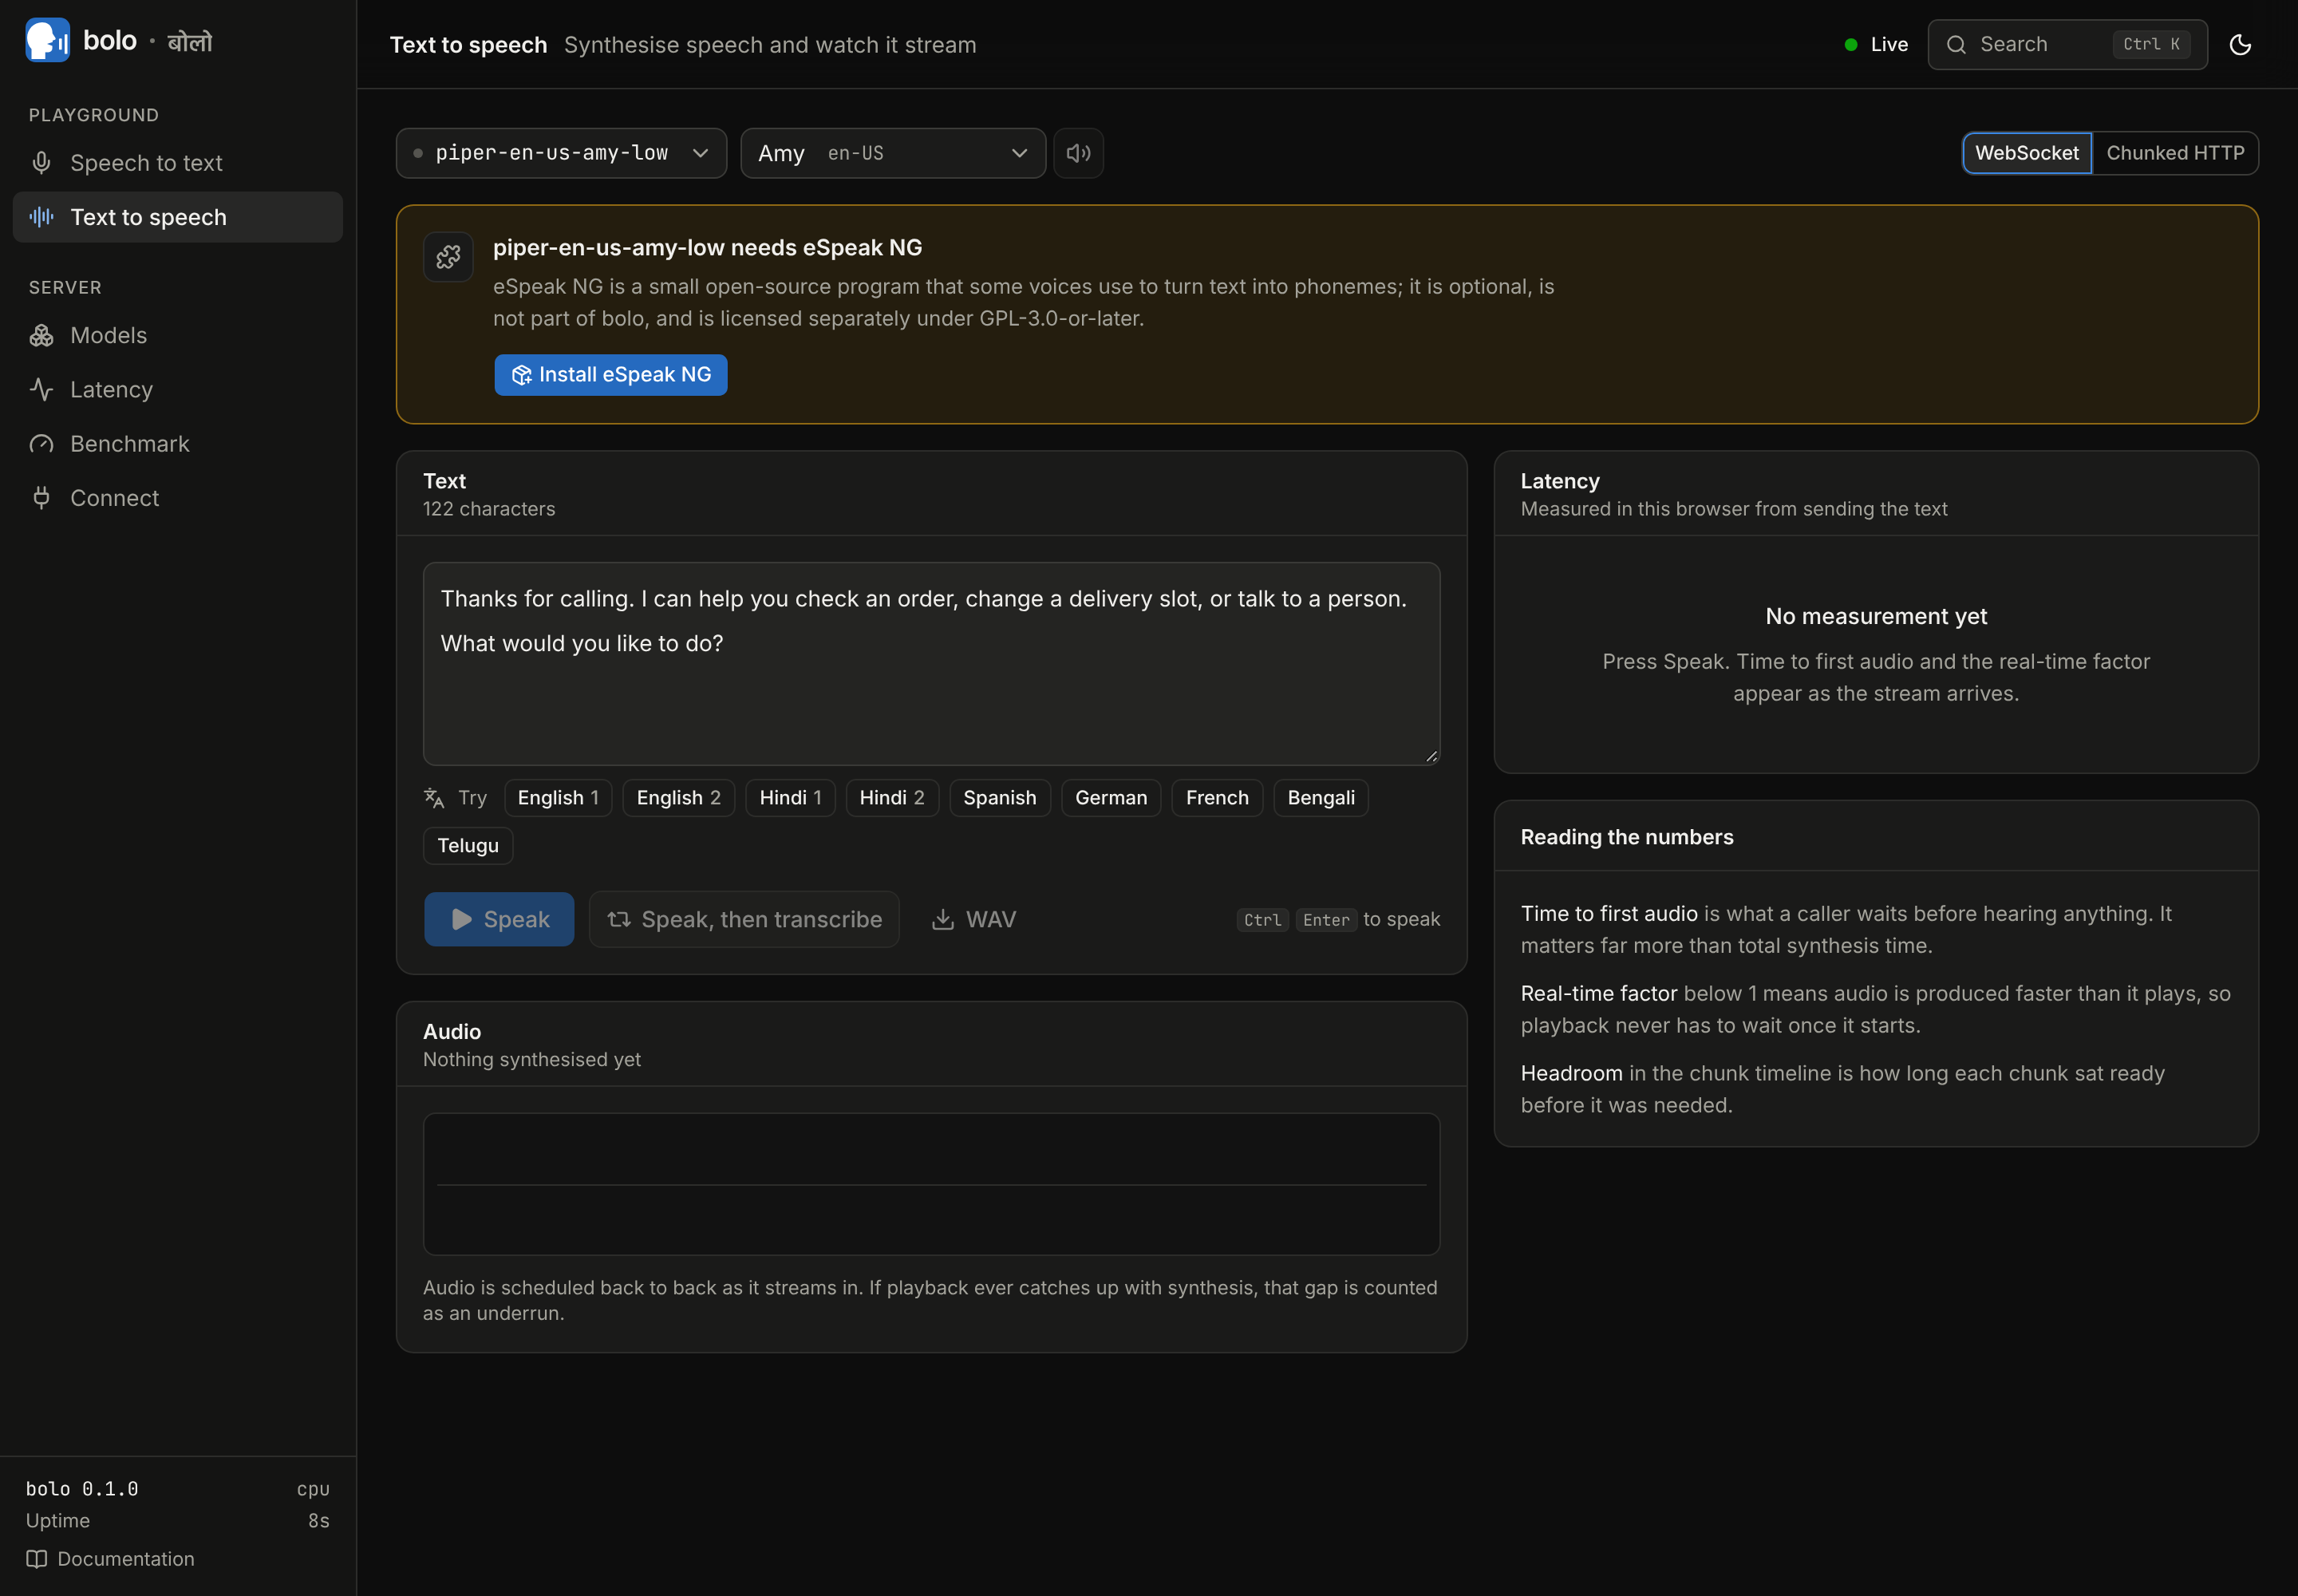 bolo · बोलो
PLAYGROUND
Speech to text
Text to speech
SERVER
Models
Latency
Benchmark
Connect
bolo 0.1.0 cpu
Uptime 8s
Documentation
Text to speech Synthesise speech and watch it stream
Live
Search Ctrl K
piper-en-us-amy-low
Amy en-US
WebSocket Chunked HTTP
piper-en-us-amy-low needs eSpeak NG
eSpeak NG is a small open-source program that some voices use to turn text into phonemes; it is optional, is
not part of bolo, and is licensed separately under GPL-3.0-or-later.
Install eSpeak NG
Text
122 characters
Thanks for calling. I can help you check an order, change a delivery slot, or talk to a person.
What would you like to do?
Try English 1 English 2 Hindi 1 Hindi 2 Spanish German French Bengali
Telugu
Speak Speak, then transcribe WAV Ctrl Enter to speak
Audio
Nothing synthesised yet
Audio is scheduled back to back as it streams in. If playback ever catches up with synthesis, that gap is counted
as an underrun.
Latency
Measured in this browser from sending the text
No measurement yet
Press Speak. Time to first audio and the real-time factor
appear as the stream arrives.
Reading the numbers
Time to first audio is what a caller waits before hearing anything. It
matters far more than total synthesis time.
Real-time factor below 1 means audio is produced faster than it plays, so
playback never has to wait once it starts.
Headroom in the chunk timeline is how long each chunk sat ready
before it was needed.